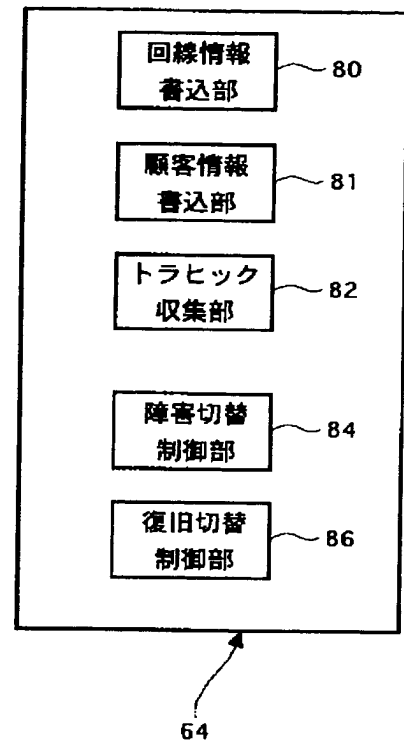 回線情報
書込部
80
顧客情報
書込部
81
トラヒック
収集部
82
障害切替
制御部
84
復旧切替
制御部
86
64